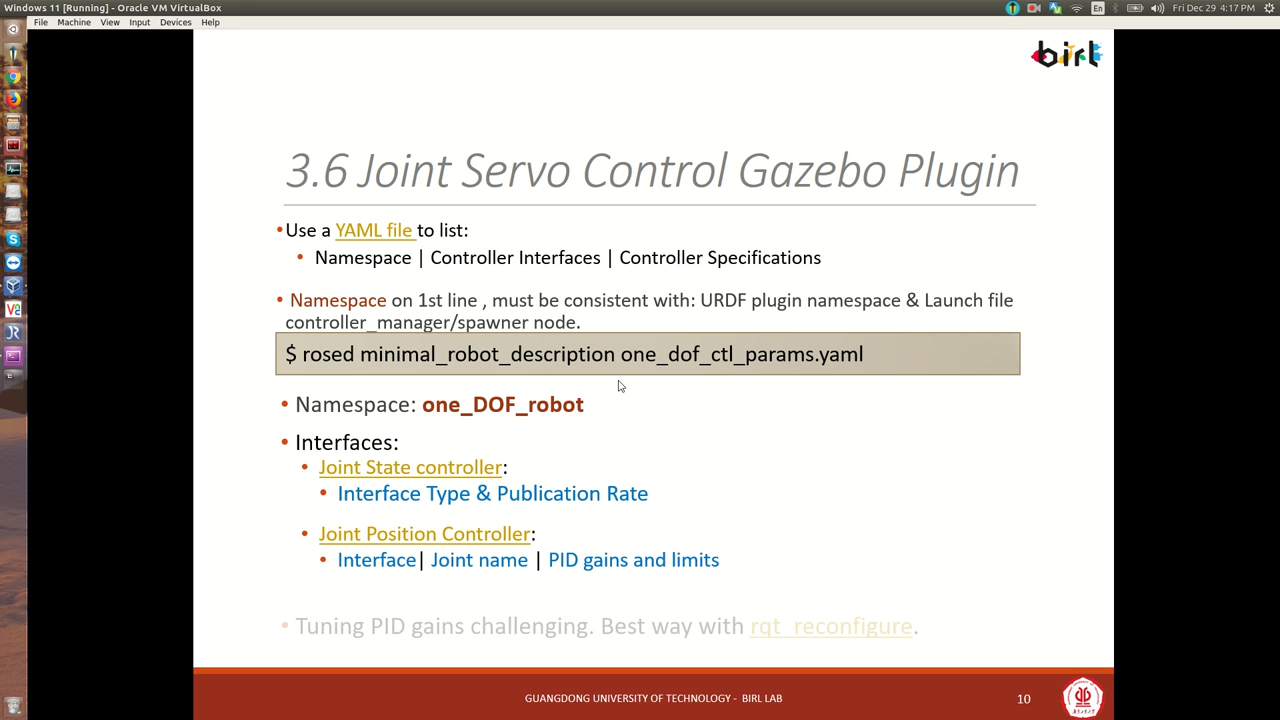 Windows 11 [Running] - Oracle VM VirtualBox
En
Fri Dec 29 4:17 PM
File Machine View Input Devices Help
birl
3.6 Joint Servo Control Gazebo Plugin
•Use a YAML file to list:
• Namespace | Controller Interfaces | Controller Specifications
• Namespace on 1st line , must be consistent with: URDF plugin namespace & Launch file
controller_manager/spawner node.
$ rosed minimal_robot_description one_dof_ctl_params.yaml
• Namespace: one_DOF_robot
• Interfaces:
• Joint State controller:
• Interface Type & Publication Rate
• Joint Position Controller:
• Interface| Joint name | PID gains and limits
• Tuning PID gains challenging. Best way with rqt_reconfigure.
GUANGDONG UNIVERSITY OF TECHNOLOGY - BIRL LAB
10